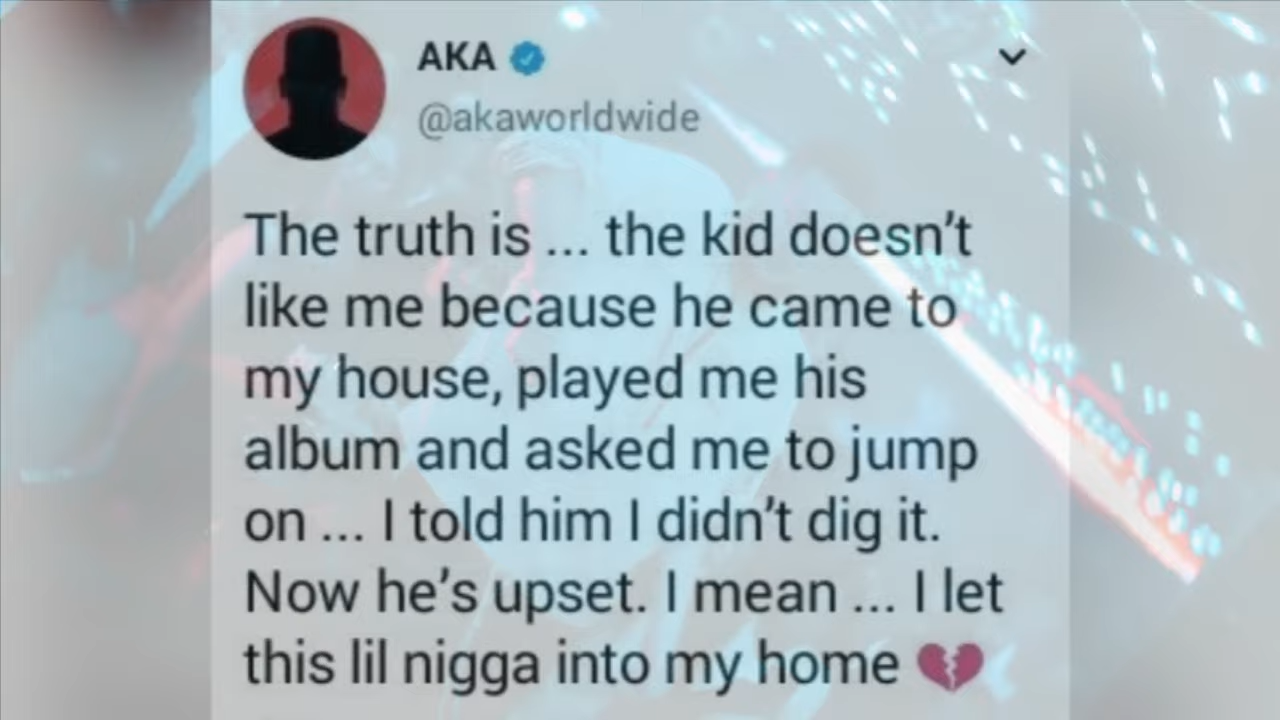 AKA
@akaworldwide
The truth is ... the kid doesn't
like me because he came to
my house, played me his
album and asked me to jump
on ... I told him I didn't dig it.
Now he's upset. I mean ... I let
this lil nigga into my home 💔